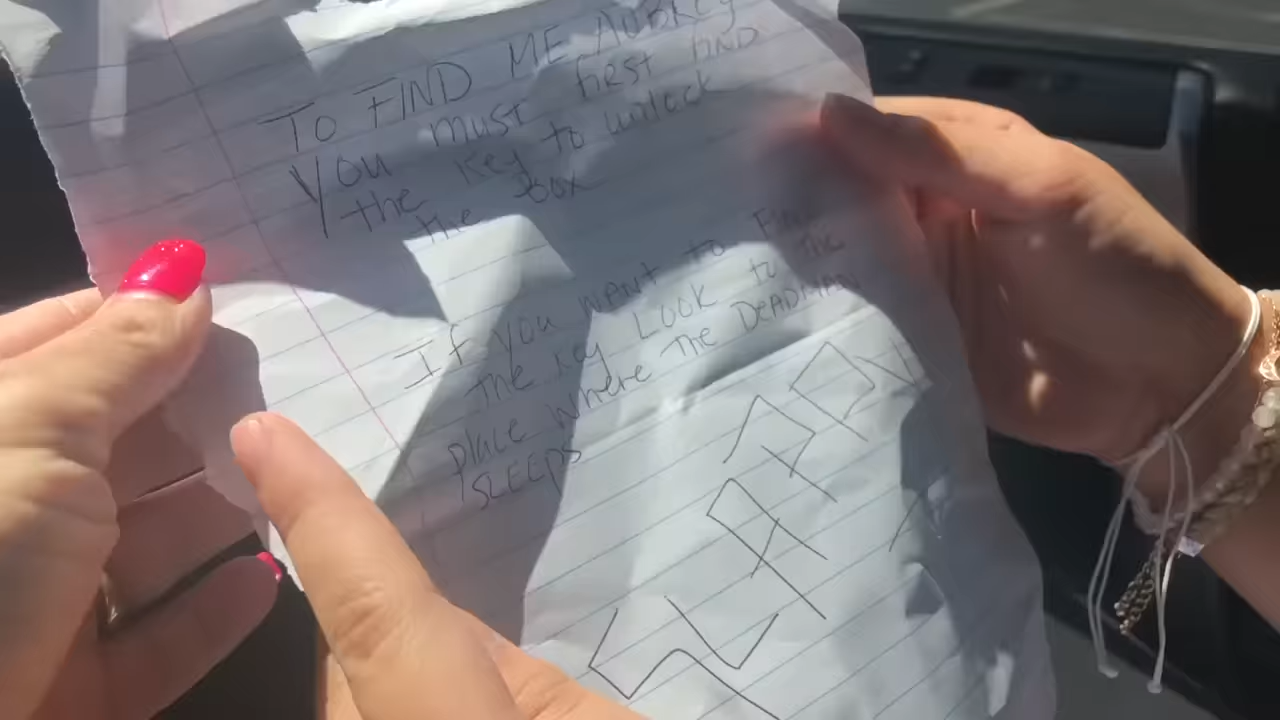 TO FIND ME AUBREY
You must first FIND
the key to unlock
the box
If you want to FIND
The key LOOK to the
place where The DEADMAN
SLEEPS